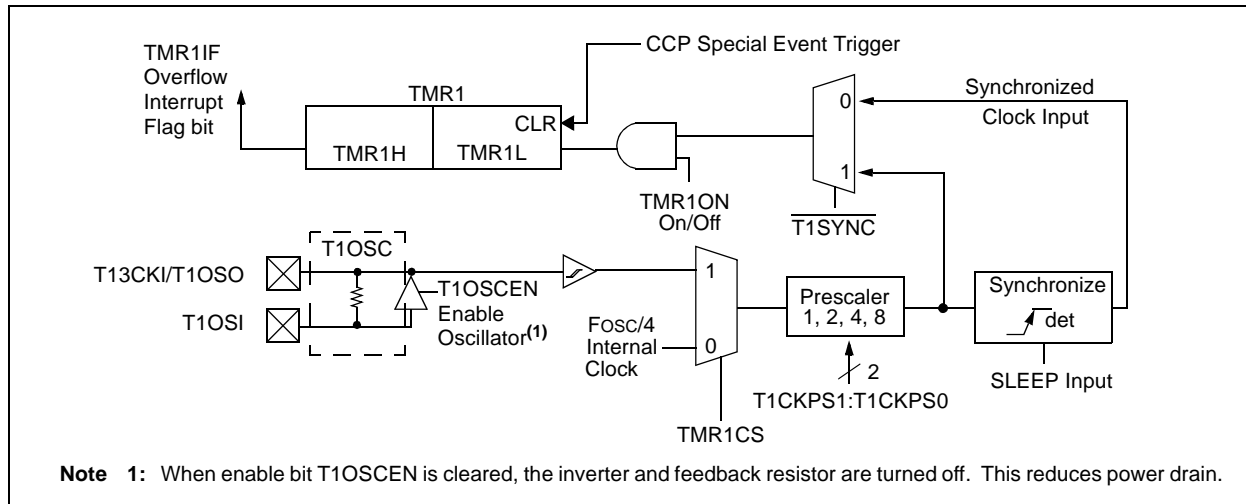 TMR1IF
Overflow
Interrupt
Flag bit
TMR1
CLR
TMR1H
TMR1L
CCP Special Event Trigger
TMR1ON
On/Off
0
1
T1SYNC
Synchronized
Clock Input
T1OSC
T13CKI/T1OSO
T1OSI
T1OSCEN
Enable
Oscillator(1)
FOSC/4
Internal
Clock
1
0
TMR1CS
Prescaler
1, 2, 4, 8
2
T1CKPS1:T1CKPS0
Synchronize
det
SLEEP Input
Note 1: When enable bit T1OSCEN is cleared, the inverter and feedback resistor are turned off. This reduces power drain.